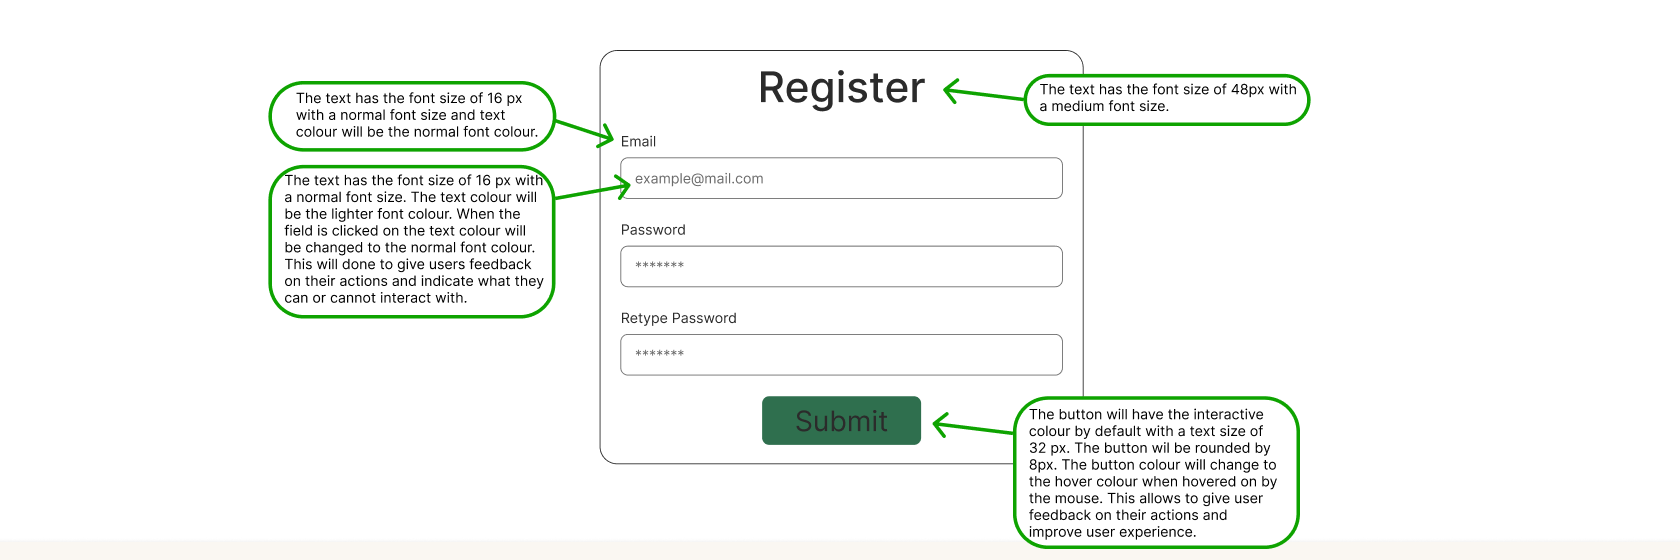 Register
The text has the font size of 48px with
a medium font size.
The text has the font size of 16 px
with a normal font size and text
colour will be the normal font colour.
Email
example@mail.com
The text has the font size of 16 px with
a normal font size. The text colour will
be the lighter font colour. When the
field is clicked on the text colour will
be changed to the normal font colour.
This will done to give users feedback
on their actions and indicate what they
can or cannot interact with.
Password
*******
Retype Password
*******
Submit
The button will have the interactive
colour by default with a text size of
32 px. The button wil be rounded by
8px. The button colour will change to
the hover colour when hovered on by
the mouse. This allows to give user
feedback on their actions and
improve user experience.